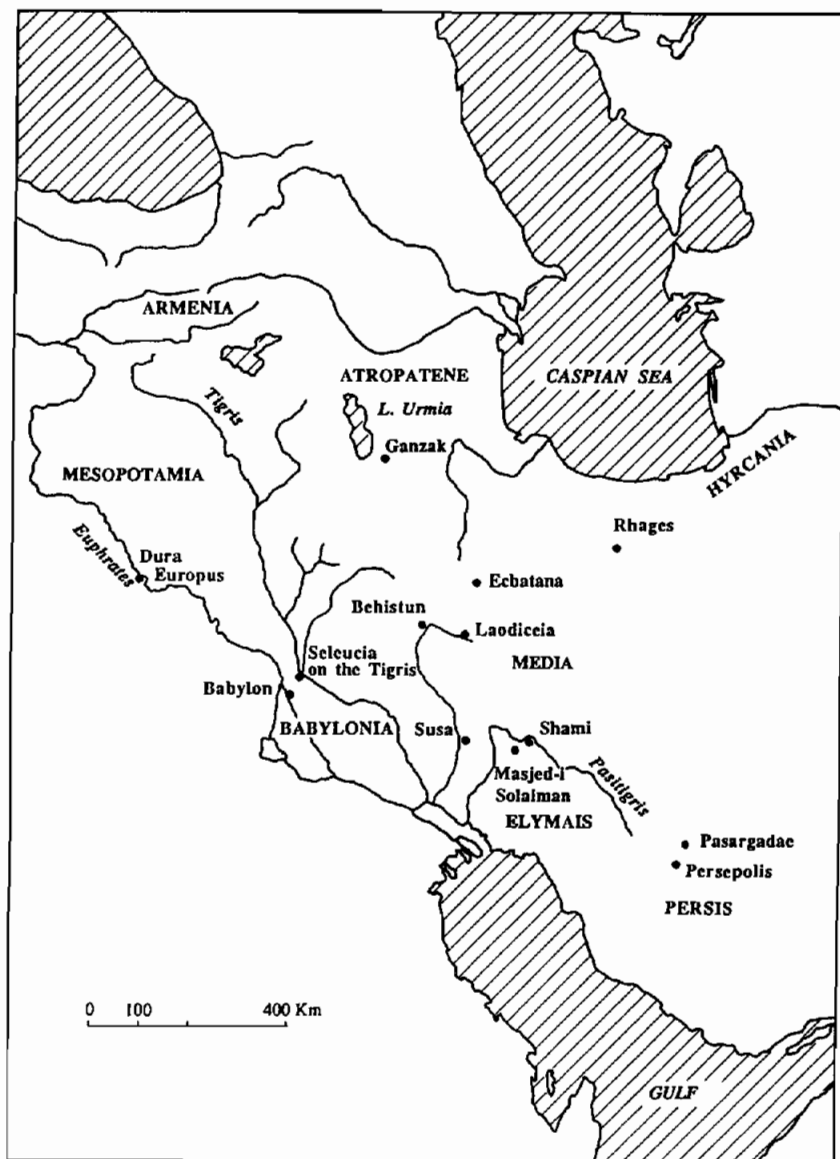 ARMENIA
ATROPATENE
CASPIAN SEA
L. Urmia
Tigris
Ganzak
HYRCANIA
MESOPOTAMIA
Rhages
Euphrates
Dura
Europus
Ecbatana
Behistun
Laodiceia
Seleucia
on the Tigris
MEDIA
Babylon
BABYLONIA
Susa
Shami
Masjed-i
Solaiman
Pasitigris
ELYMAIS
Pasargadae
Persepolis
PERSIS
0 100 400 Km
GULF